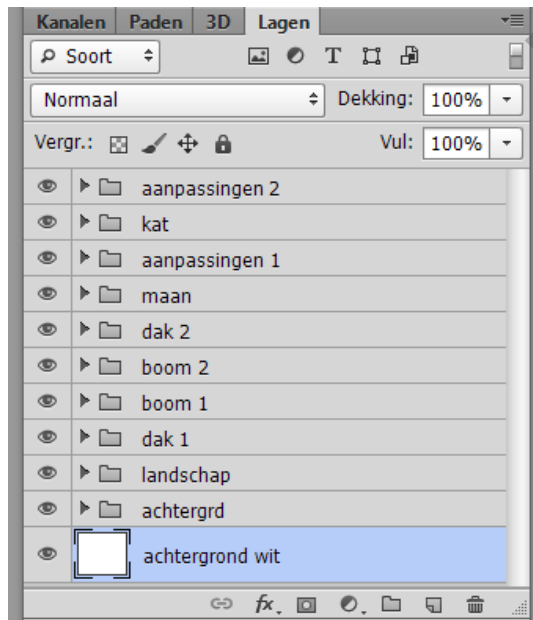 Kanalen Paden 3D Lagen
Soort T
Normaal Dekking: 100%
Vergr.: Vul: 100%
aanpassingen 2
kat
aanpassingen 1
maan
dak 2
boom 2
boom 1
dak 1
landschap
achtergrd
achtergrond wit
fx.